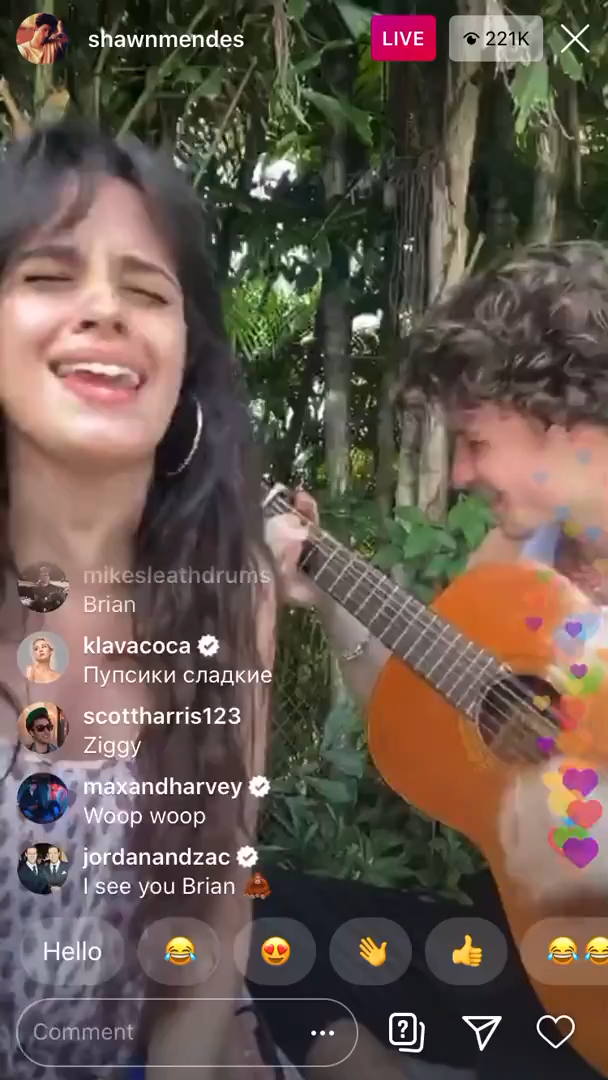 shawnmendes
LIVE
221K
mikesleathdrums
Brian
klavacoca
Пупсики сладкие
scottharris123
Ziggy
maxandharvey
Woop woop
jordanandzac
I see you Brian 🦧
Hello
Comment